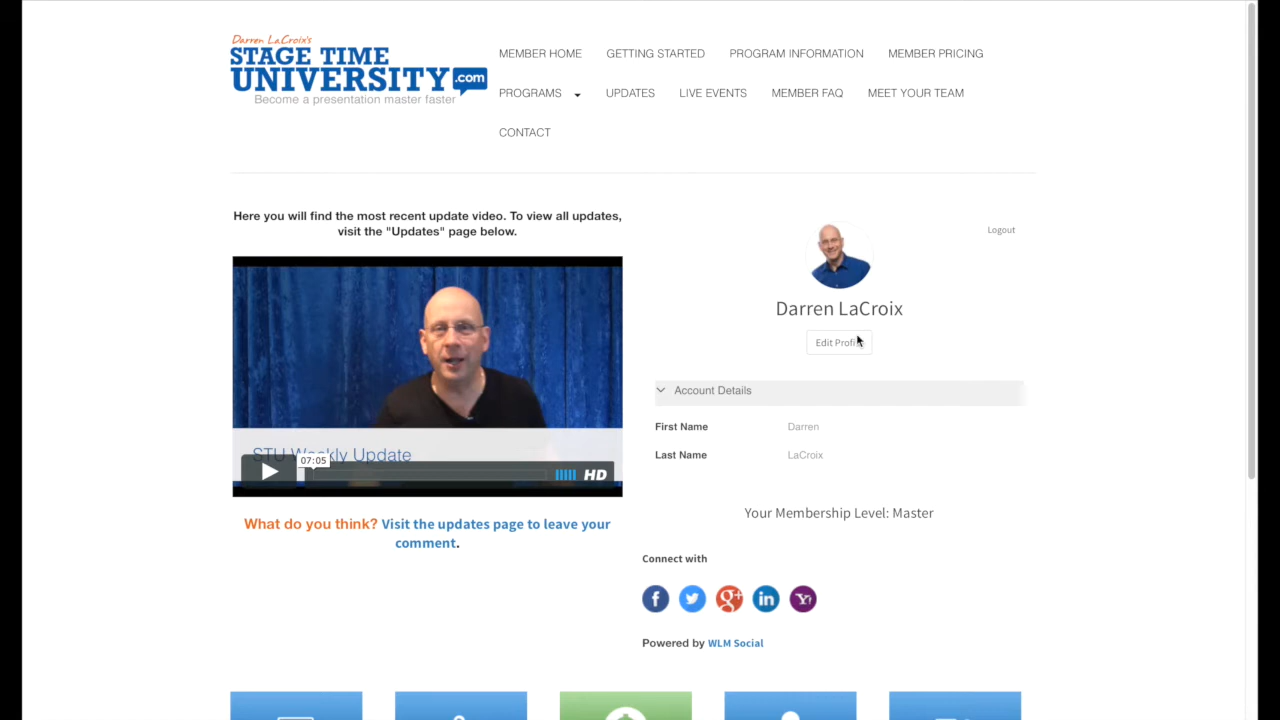 Darren LaCroix's
STAGE TIME
UNIVERSITY.com
Become a presentation master faster
MEMBER HOME GETTING STARTED PROGRAM INFORMATION MEMBER PRICING
PROGRAMS UPDATES LIVE EVENTS MEMBER FAQ MEET YOUR TEAM
CONTACT
Here you will find the most recent update video. To view all updates,
visit the "Updates" page below.
STU Weekly Update
07:05
HD
What do you think? Visit the updates page to leave your
comment.
Logout
Darren LaCroix
Edit Profile
Account Details
First Name Darren
Last Name LaCroix
Your Membership Level: Master
Connect with
Powered by WLM Social